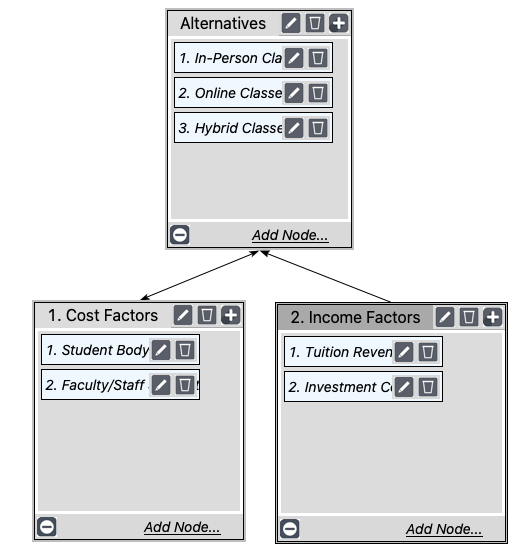 Alternatives
1. In-Person Cla
2. Online Classe
3. Hybrid Classe
Add Node...
1. Cost Factors
1. Student Body
2. Faculty/Staff
Add Node...
2. Income Factors
1. Tuition Reven
2. Investment
Add Node...